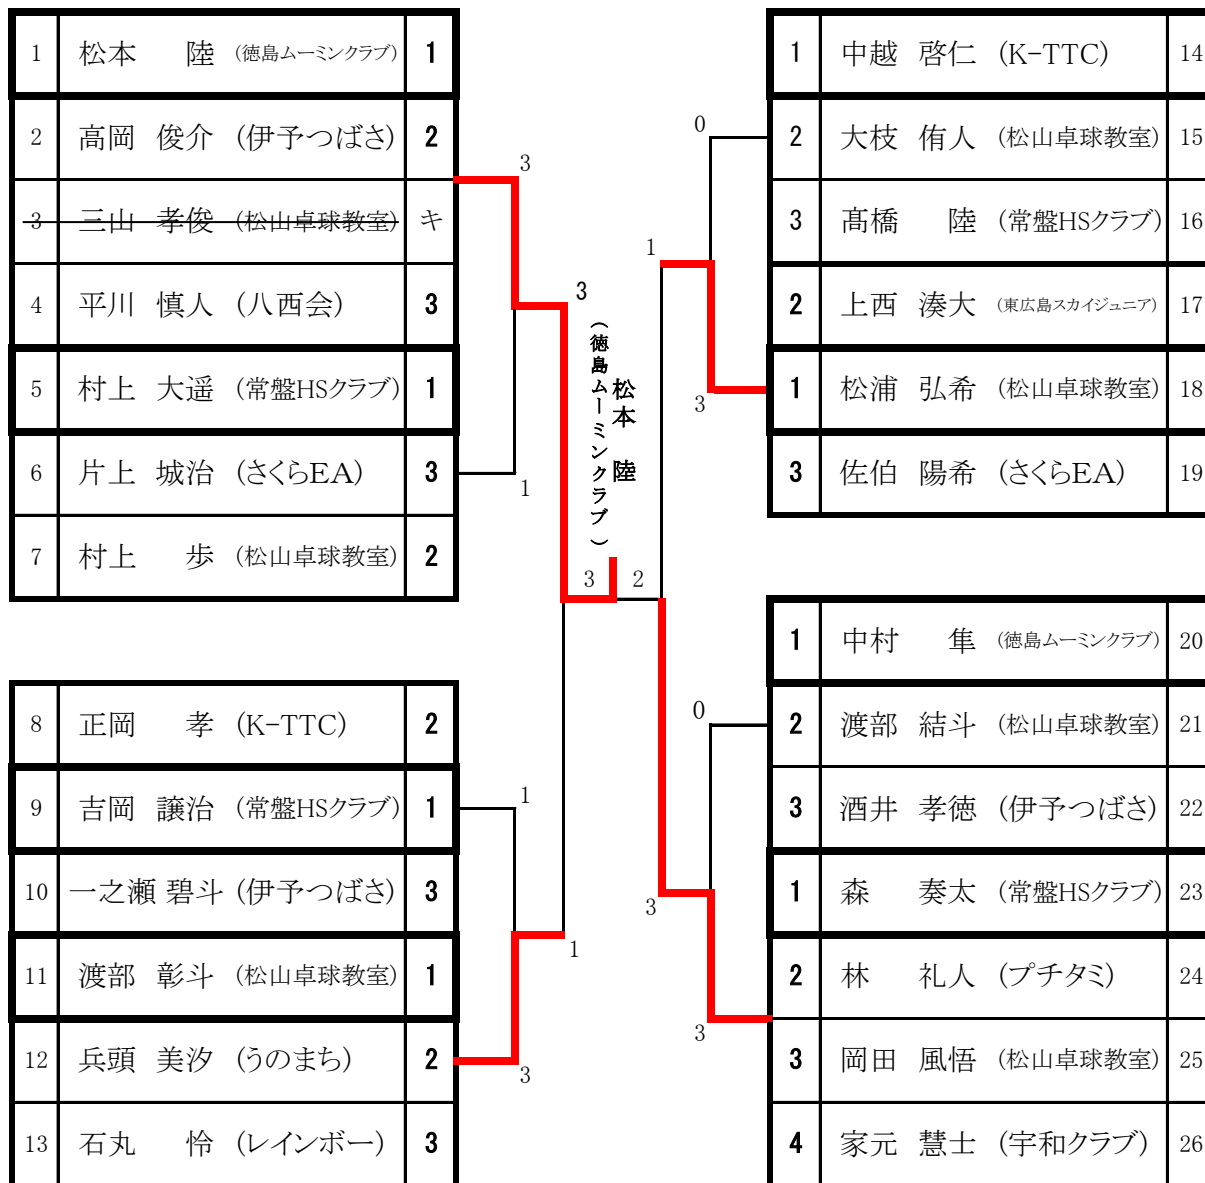 1 松本 陸 (徳島ムーミンクラブ) 1
2 高岡 俊介 (伊予つばさ) 2
3 三山 孝俊 (松山卓球教室) キ
4 平川 慎人 (八西会) 3
5 村上 大遥 (常盤HSクラブ) 1
6 片上 城治 (さくらEA) 3
7 村上 歩 (松山卓球教室) 2
8 正岡 孝 (K-TTC) 2
9 吉岡 譲治 (常盤HSクラブ) 1
10 一之瀬 碧斗 (伊予つばさ) 3
11 渡部 彰斗 (松山卓球教室) 1
12 兵頭 美汐 (うのまち) 2
13 石丸 怜 (レインボー) 3
3
1
3
1
3
1
松本 陸
(徳島ムーミンクラブ)
3 2
1
0
3
3
0
3
1 中越 啓仁 (K-TTC) 14
2 大枝 侑人 (松山卓球教室) 15
3 髙橋 陸 (常盤HSクラブ) 16
2 上西 湊大 (東広島スカイジュニア) 17
1 松浦 弘希 (松山卓球教室) 18
3 佐伯 陽希 (さくらEA) 19
1 中村 隼 (徳島ムーミンクラブ) 20
2 渡部 結斗 (松山卓球教室) 21
3 酒井 孝徳 (伊予つばさ) 22
1 森 奏太 (常盤HSクラブ) 23
2 林 礼人 (プチタミ) 24
3 岡田 風悟 (松山卓球教室) 25
4 家元 慧士 (宇和クラブ) 26